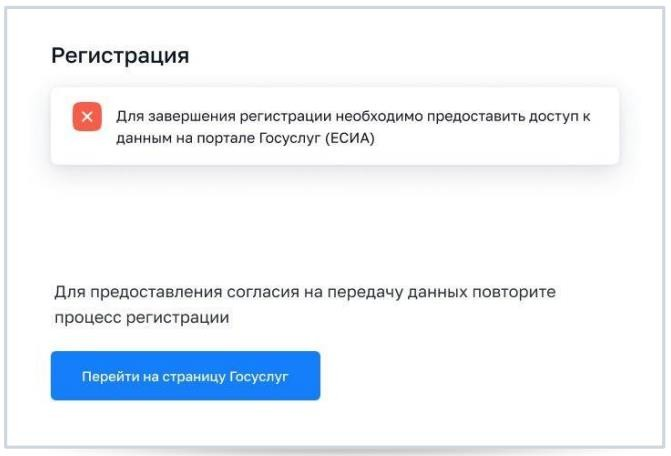 Регистрация
Для завершения регистрации необходимо предоставить доступ к
данным на портале Госуслуг (ЕСИА)
Для предоставления согласия на передачу данных повторите
процесс регистрации
Перейти на страницу Госуслуг